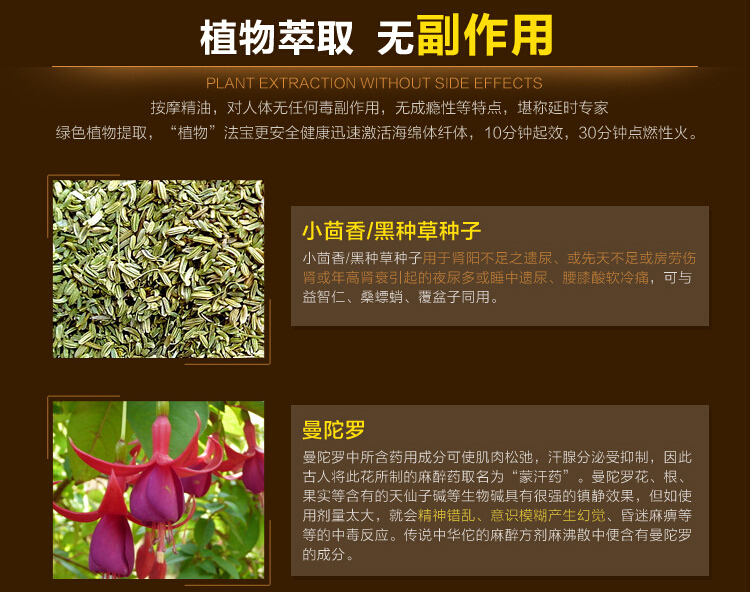 植物萃取 无副作用
PLANT EXTRACTION WITHOUT SIDE EFFECTS
按摩精油，对人体无任何毒副作用，无成瘾性等特点，堪称延时专家
绿色植物提取，“植物”法宝更安全健康迅速激活海绵体纤体，10分钟起效，30分钟点燃性火。
小茴香/黑种草种子
小茴香/黑种草种子用于肾阳不足之遗尿、或先天不足或房劳伤
肾或年高肾衰引起的夜尿多或睡中遗尿、腰膝酸软冷痛，可与
益智仁、桑螵蛸、覆盆子同用。
曼陀罗
曼陀罗中所含药用成分可使肌肉松弛，汗腺分泌受抑制，因此
古人将此花所制的麻醉药取名为“蒙汗药”。曼陀罗花、根、
果实等含有的天仙子碱等生物碱具有很强的镇静效果，但如使
用剂量太大，就会精神错乱、意识模糊产生幻觉、昏迷麻痹等
等的中毒反应。传说中华佗的麻醉方剂麻沸散中便含有曼陀罗
的成分。